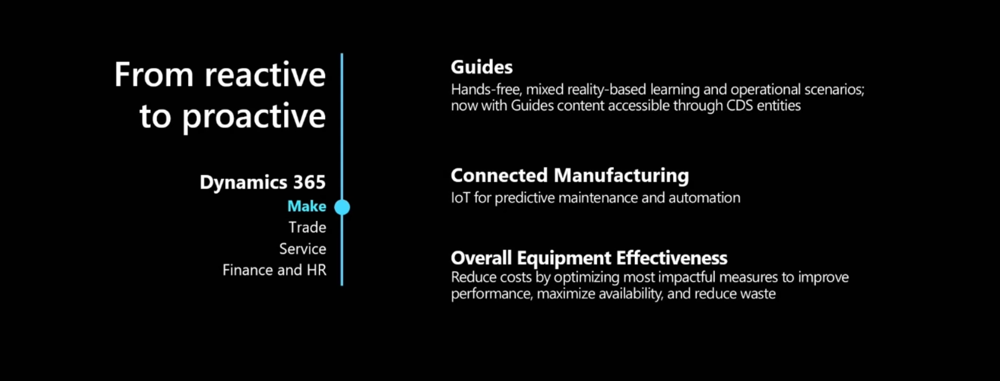 From reactive
to proactive
Dynamics 365
Make
Trade
Service
Finance and HR
Guides
Hands-free, mixed reality-based learning and operational scenarios;
now with Guides content accessible through CDS entities
Connected Manufacturing
IoT for predictive maintenance and automation
Overall Equipment Effectiveness
Reduce costs by optimizing most impactful measures to improve
performance, maximize availability, and reduce waste